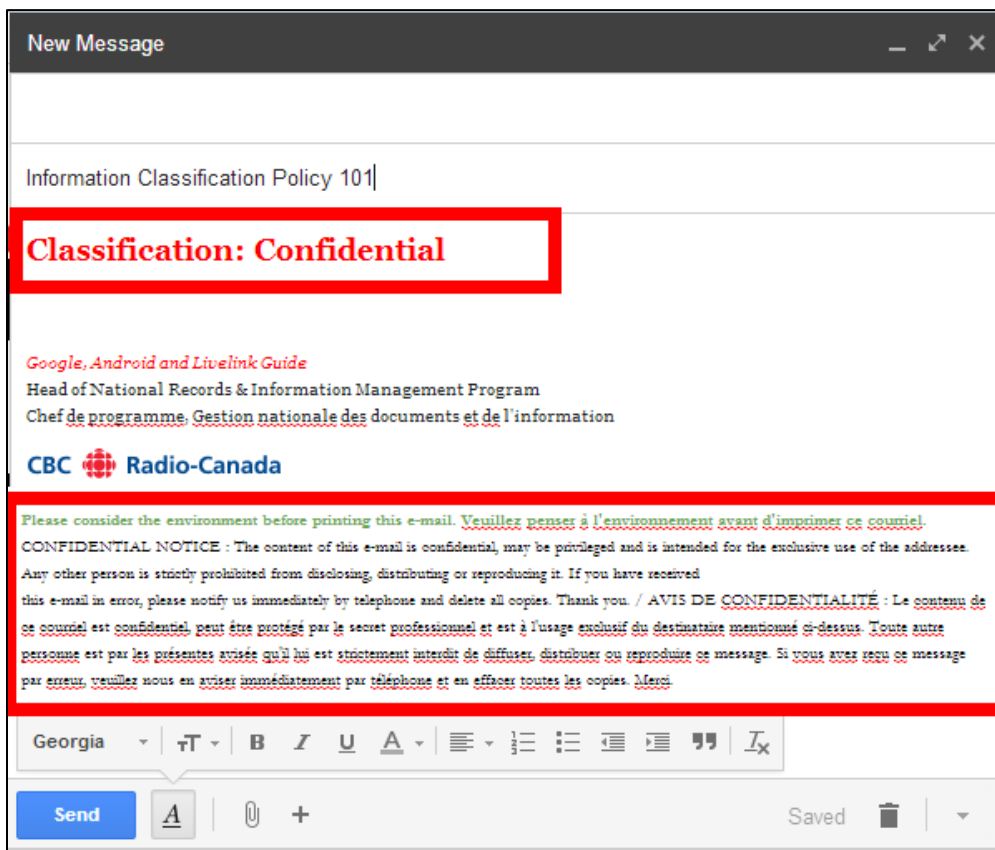 New Message
Information Classification Policy 101
Classification: Confidential
Google, Android and Livelink Guide
Head of National Records & Information Management Program
Chef de programme, Gestion nationale des documents et de l'information
CBC Radio-Canada
Please consider the environment before printing this e-mail. Veuillez penser à l'environnement avant d'imprimer ce courriel.
CONFIDENTIAL NOTICE : The content of this e-mail is confidential, may be privileged and is intended for the exclusive use of the addressee.
Any other person is strictly prohibited from disclosing, distributing or reproducing it. If you have received
this e-mail in error, please notify us immediately by telephone and delete all copies. Thank you. / AVIS DE CONFIDENTIALITÉ : Le contenu de
ce courriel est confidentiel, peut être protégé par le secret professionnel et est à l'usage exclusif du destinataire mentionné ci-dessus. Toute autre
personne est par les présentes avisée qu'il lui est strictement interdit de diffuser, distribuer ou reproduire ce message. Si vous avez reçu ce message
par erreur, veuillez nous en aviser immédiatement par téléphone et en effacer toutes les copies. Merci.
Georgia TT B I U A
Send A Saved